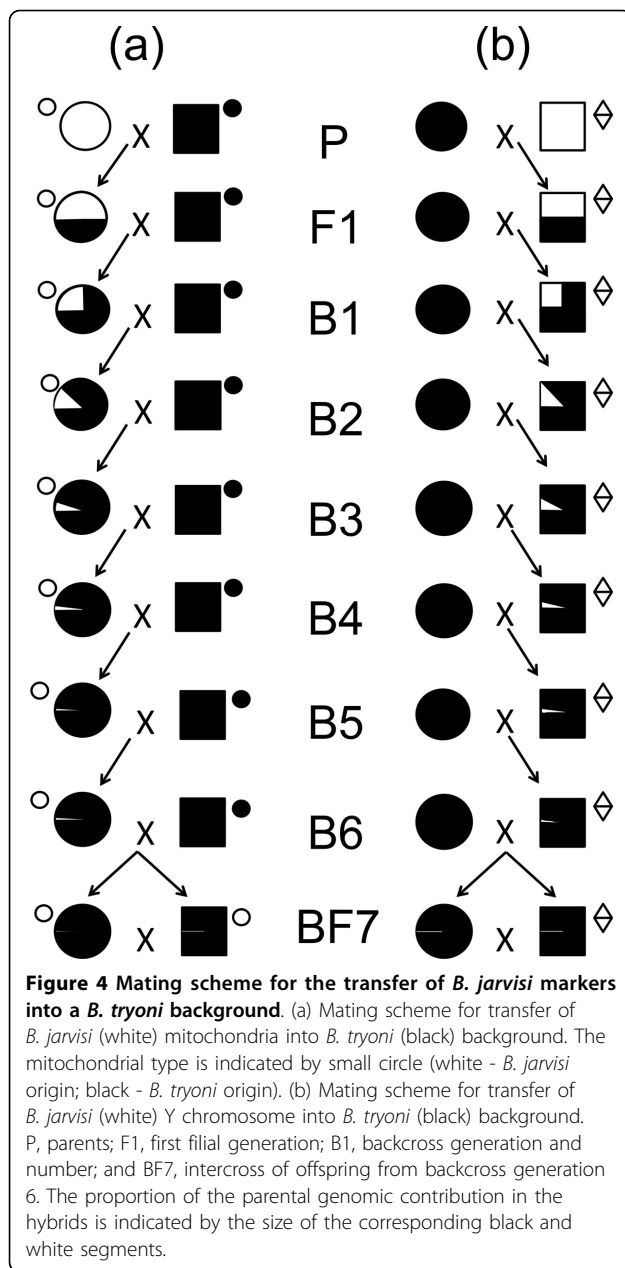 (a) (b)
X P X
X F1 X
X B1 X
X B2 X
X B3 X
X B4 X
X B5 X
X B6 X
X BF7 X
Figure 4 Mating scheme for the transfer of B. jarvisi markers
into a B. tryoni background. (a) Mating scheme for transfer of
B. jarvisi (white) mitochondria into B. tryoni (black) background. The
mitochondrial type is indicated by small circle (white - B. jarvisi
origin; black - B. tryoni origin). (b) Mating scheme for transfer of
B. jarvisi (white) Y chromosome into B. tryoni (black) background.
P, parents; F1, first filial generation; B1, backcross generation and
number; and BF7, intercross of offspring from backcross generation
6. The proportion of the parental genomic contribution in the
hybrids is indicated by the size of the corresponding black and
white segments.